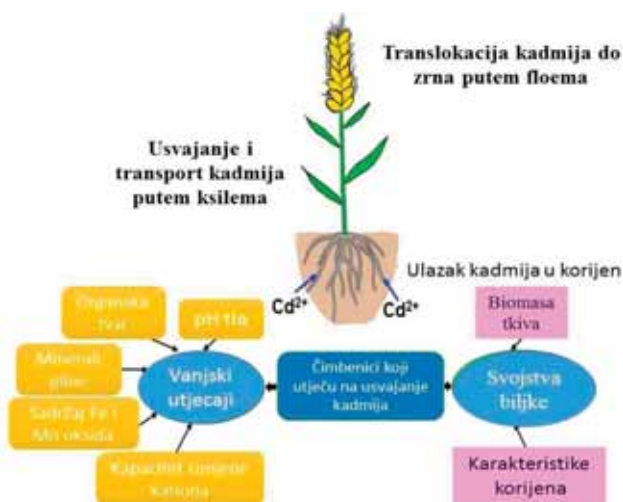 Translokacija kadmija do
zrna putem floema
Usvajanje i
transport kadmija
putem ksilema
Ulazak kadmija u korijen
Cd²⁺
Cd²⁺
Organska
tvar
pH tla
Biomasa
tkiva
Minerali
gline
Vanjski
utjecaji
Čimbenici koji
utječu na usvajanje
kadmija
Svojstva
biljke
Sadržaj Fe i
Mn oksida
Kapacitet izmjene
kationa
Karakteristike
korijena